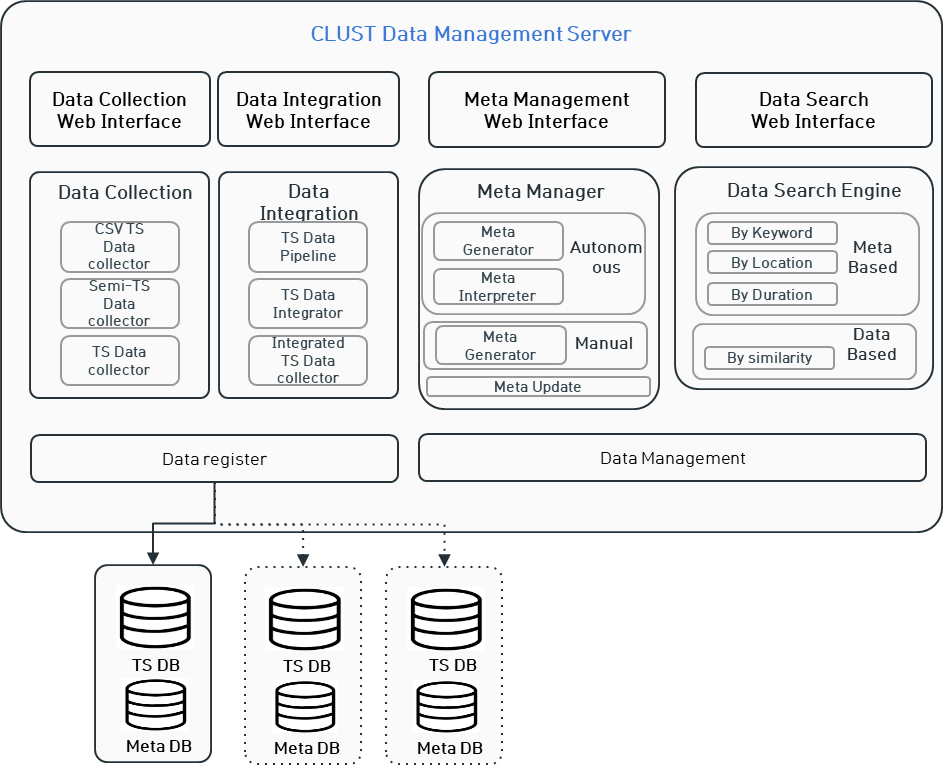 CLUST Data Management Server
Data Collection
Web Interface
Data Integration
Web Interface
Meta Management
Web Interface
Data Search
Web Interface
Data Collection
CSV TS
Data
collector
Semi-TS
Data
collector
TS Data
collector
Data
Integration
TS Data
Pipeline
TS Data
Integrator
Integrated
TS Data
collector
Meta Manager
Meta
Generator
Meta
Interpreter
Autonom
ous
Meta
Generator
Manual
Meta Update
Data Search Engine
By Keyword
By Location
By Duration
Meta
Based
By similarity
Data
Based
Data register
Data Management
TS DB
Meta DB
TS DB
Meta DB
TS DB
Meta DB